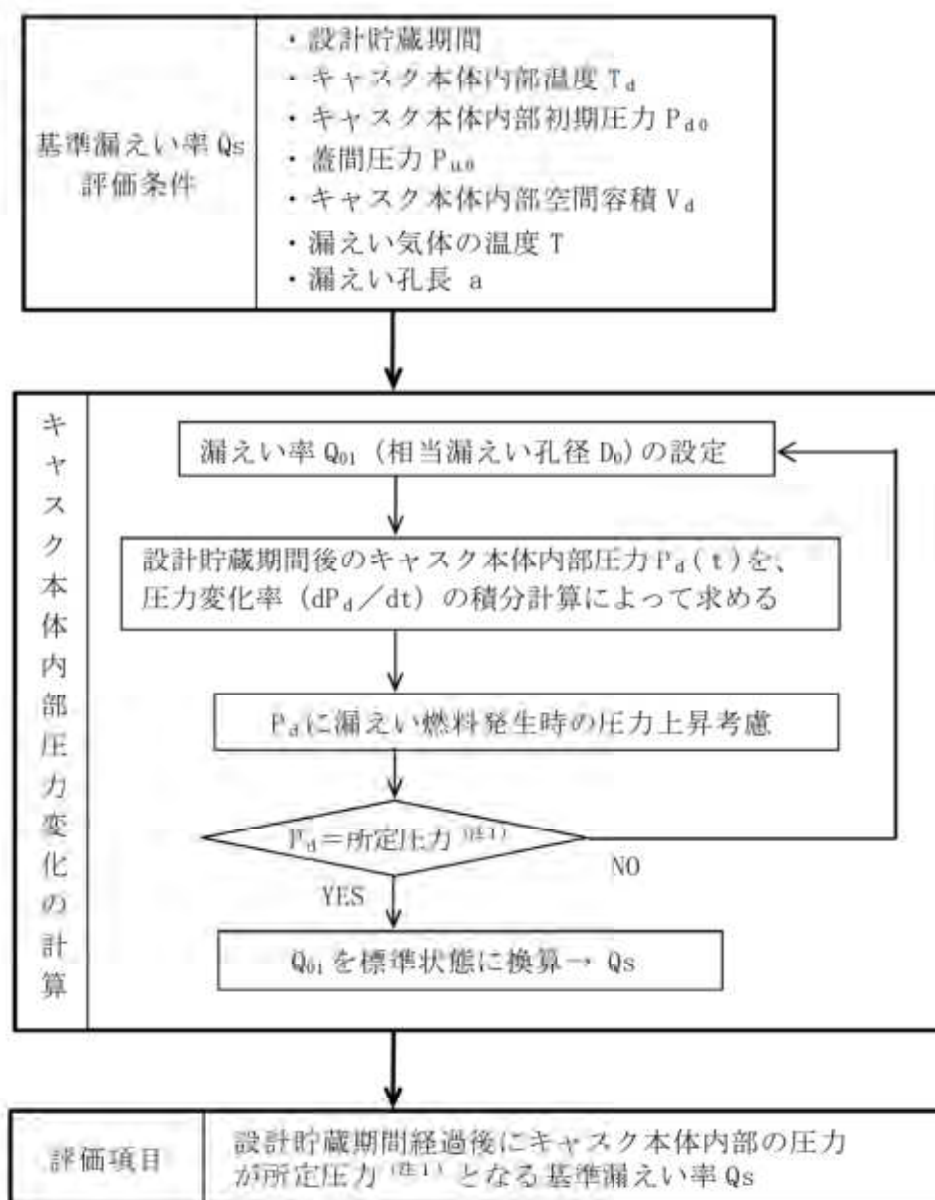 基準漏えい率 Qs
評価条件
・設計貯蔵期間
・キャスク本体内部温度 Td
・キャスク本体内部初期圧力 Pd0
・蓋間圧力 Pu0
・キャスク本体内部空間容積 Vd
・漏えい気体の温度 T
・漏えい孔長 a
キャスク本体内部圧力変化の計算
漏えい率 Q01 (相当漏えい孔径 D0) の設定
設計貯蔵期間後のキャスク本体内部圧力 Pd(t)を、
圧力変化率 (dPd/dt) の積分計算によって求める
Pdに漏えい燃料発生時の圧力上昇考慮
Pd=所定圧力(注1)
NO
YES
Q01 を標準状態に換算→ Qs
評価項目
設計貯蔵期間経過後にキャスク本体内部の圧力
が所定圧力(注1)となる基準漏えい率 Qs